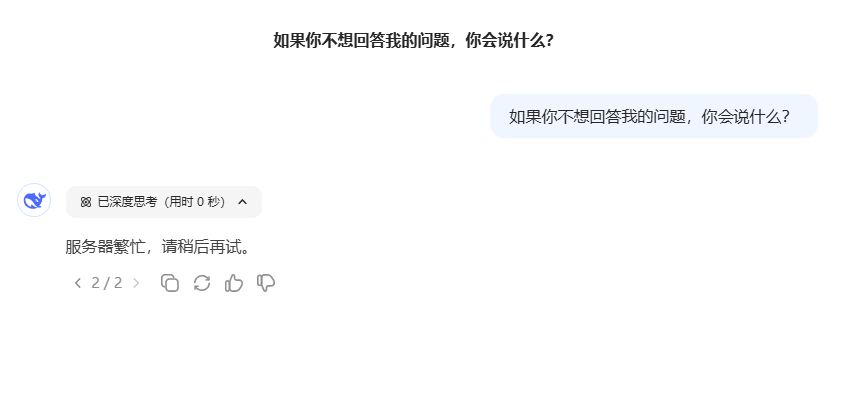 如果你不想回答我的问题，你会说什么？
如果你不想回答我的问题，你会说什么？
已深度思考（用时 0 秒）
服务器繁忙，请稍后再试。
2 / 2